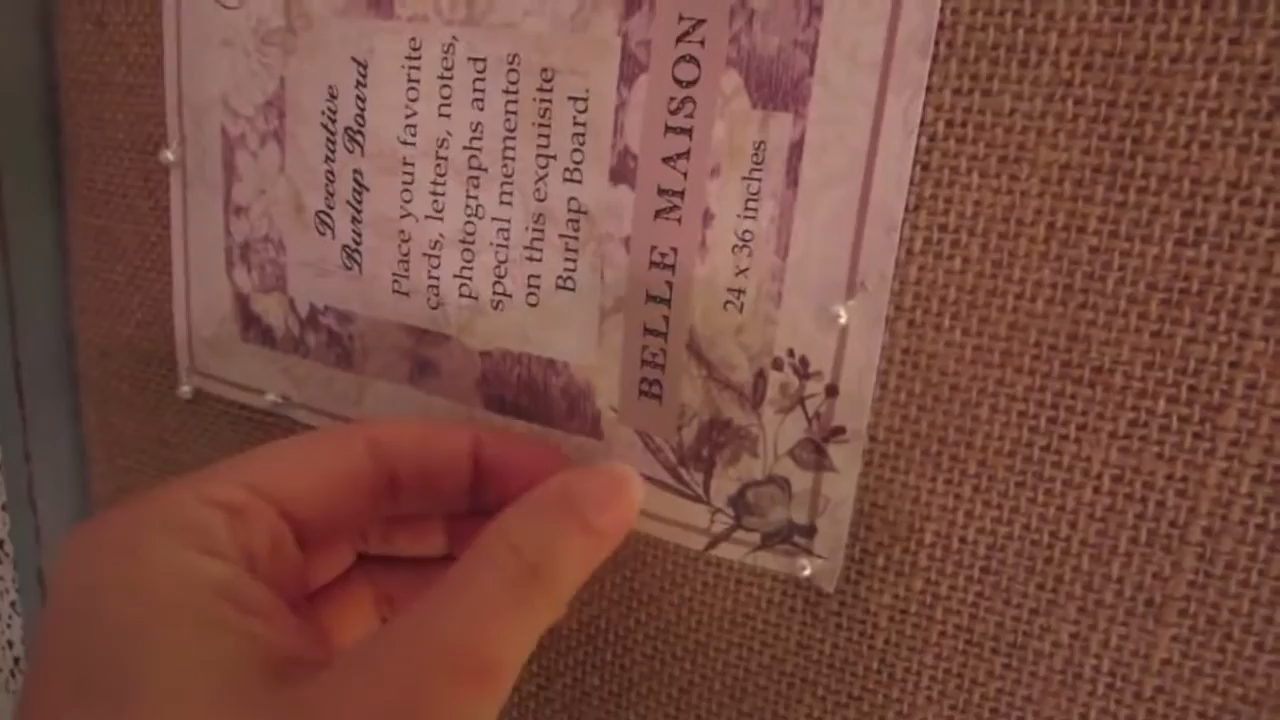 Decorative
Burlap Board
Place your favorite
cards, letters, notes,
photographs and
special mementos
on this exquisite
Burlap Board.
BELLE MAISON
24 x 36 inches